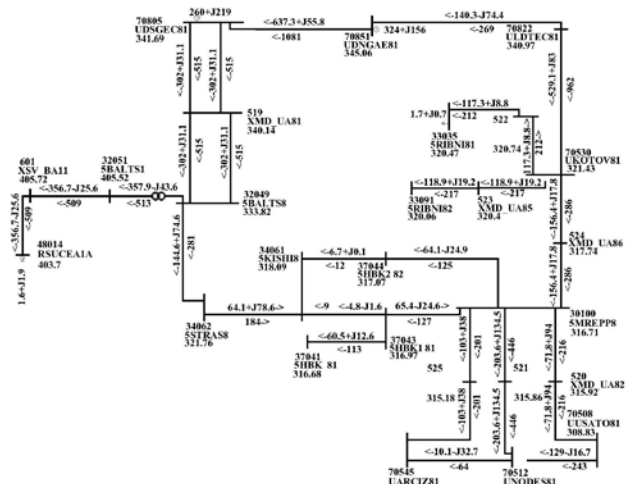 260+J219
70805
UDSGEC81
341.69
<-637.3+J55.8
<-1081
324+J156
70851
UDNGAE81
345.06
<-140.3-J74.4
<-269
70822
ULDTEC81
340.97
<-302+J31.1
<-515
<-302+J31.1
<-515
<-529.1+J83
<-962
519
XMD_UA81
340.14
<-302+J31.1
<-515
<-302+J31.1
<-515
1.7+J0.7
<-117.3+J8.8
<-212
522
33035
5RIBNI81
320.47
320.74
117.3+J8.8->
212->
70530
UKOTOV81
321.43
601
XSV_BA11
405.72
32051
5BALTS1
405.52
<-356.7-J25.6
<-509
<-357.9-J43.6
<-513
32049
5BALTS8
333.82
<-118.9+J19.2
<-217
<-118.9+J19.2
<-217
33091
5RIBNI82
320.06
523
XMD_UA85
320.4
<-156.4+J17.8
<-286
<-356.7-J25.6
<-509
48014
RSUCEA1A
403.7
1.6+J1.9
<-144.6+J74.6
<-281
34061
5KISHI8
318.09
<-6.7+J0.1
<-12
37044
5HBK2 82
317.07
<-64.1-J24.9
<-125
524
XMD_UA86
317.74
<-156.4+J17.8
<-286
34062
5STRAS8
321.76
64.1+J78.6->
184->
<-9
<-4.8-J1.6
65.4-J24.6->
<-127
30100
5MREPP8
316.71
<-60.5+J12.6
<-113
37041
5HBK 81
316.68
37043
5HBK1 81
316.97
<-103+J38
<-201
<-203.6+J134.5
<-446
<-71.8+J94
<-216
525
315.18
521
315.86
520
XMD_UA82
315.92
<-103+J38
<-201
<-203.6+J134.5
<-446
<-71.8+J94
<-216
70508
UUSATO81
308.83
<-10.1-J32.7
<-64
<-129-J16.7
<-243
70545
UARCIZ81
70512
UNODES81